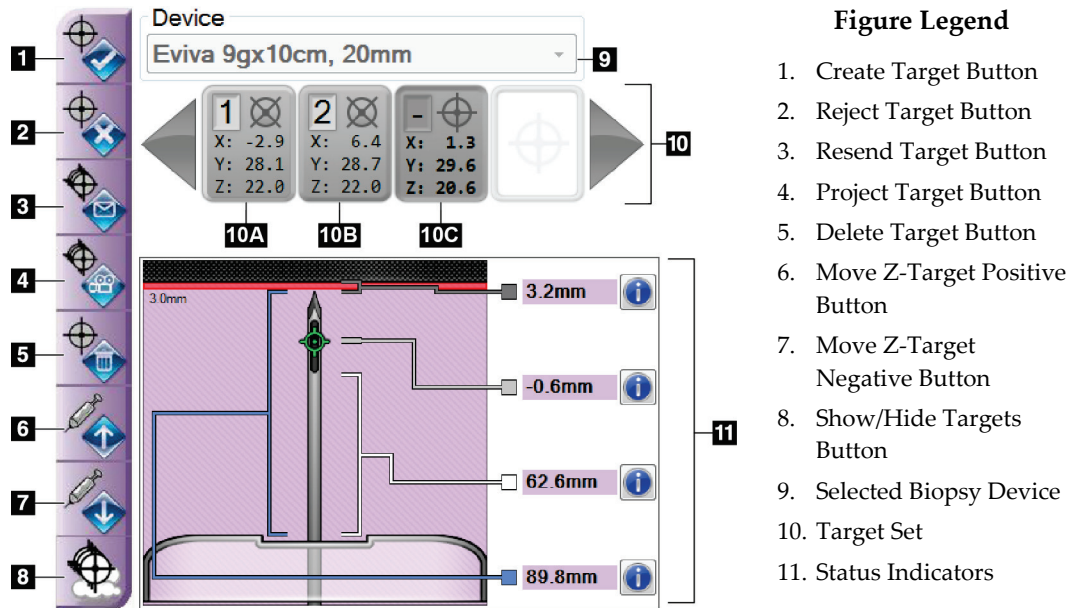 Device
Eviva 9gx10cm, 20mm
1
2
3
4
5
6
7
8
9
10
11
1
X: -2.9
Y: 28.1
Z: 22.0
2
X: 6.4
Y: 28.7
Z: 22.0
-
X: 1.3
Y: 29.6
Z: 20.6
10A
10B
10C
3.0mm
3.2mm
-0.6mm
62.6mm
89.8mm
Figure Legend
1. Create Target Button
2. Reject Target Button
3. Resend Target Button
4. Project Target Button
5. Delete Target Button
6. Move Z-Target Positive
Button
7. Move Z-Target
Negative Button
8. Show/Hide Targets
Button
9. Selected Biopsy Device
10. Target Set
11. Status Indicators